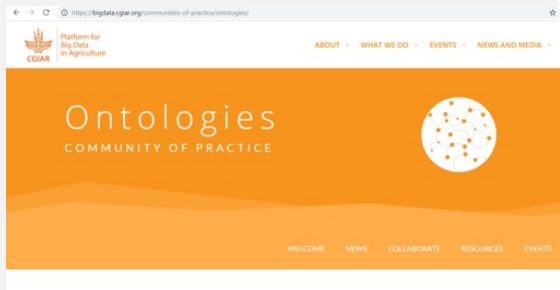 https://bigdata.cgiar.org/communities-of-practice/ontologies/
CGIAR
Platform for
Big Data
in Agriculture
ABOUT WHAT WE DO EVENTS NEWS AND MEDIA
Ontologies
COMMUNITY OF PRACTICE
WELCOME NEWS COLLABORATE RESOURCES EVENTS